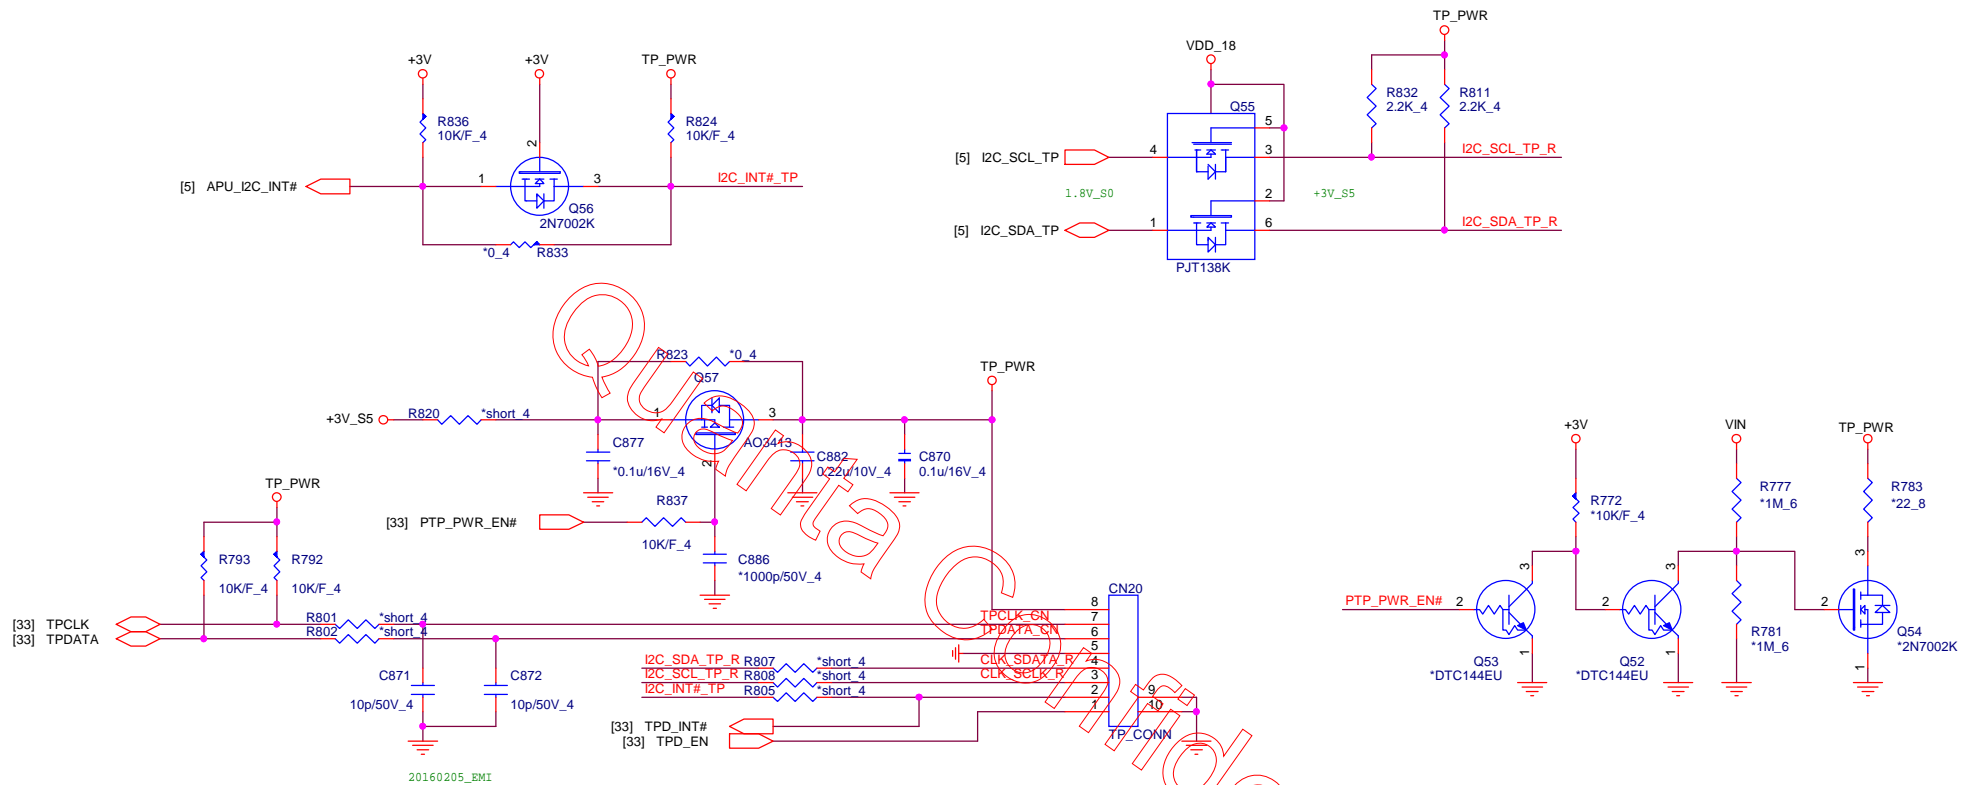 +3V
+3V
TP_PWR
R836
10K/F_4
R824
10K/F_4
2
[5] APU_I2C_INT#
1
3
I2C_INT#_TP
Q56
2N7002K
*0_4
R833
TP_PWR
VDD_18
R832
2.2K_4
R811
2.2K_4
Q55
5
[5] I2C_SCL_TP
4
3
I2C_SCL_TP_R
1.8V_S0
2
+3V_S5
[5] I2C_SDA_TP
1
6
I2C_SDA_TP_R
PJT138K
R823
*0_4
Q57
TP_PWR
+3V_S5
R820
*short_4
1
3
C877
*0.1u/16V_4
AO3413
2
C882
0.22u/10V_4
C870
0.1u/16V_4
TP_PWR
R837
[33] PTP_PWR_EN#
10K/F_4
C886
*1000p/50V_4
R793
10K/F_4
R792
10K/F_4
[33] TPCLK
[33] TPDATA
R801
*short_4
R802
*short_4
C871
10p/50V_4
C872
10p/50V_4
20160205_EMI
CN20
8
TPCLK_CN
7
TPDATA_CN
6
5
I2C_SDA_TP_R
R807
*short_4
CLK_SDATA_R
4
I2C_SCL_TP_R
R808
*short_4
CLK_SCLK_R
3
I2C_INT#_TP
R805
*short_4
2
1
9
10
[33] TPD_INT#
[33] TPD_EN
TP_CONN
+3V
VIN
TP_PWR
R772
*10K/F_4
R777
*1M_6
R783
*22_8
PTP_PWR_EN#
2
3
1
Q53
*DTC144EU
2
3
1
Q52
*DTC144EU
R781
*1M_6
2
3
1
Q54
*2N7002K
Quanta Confide